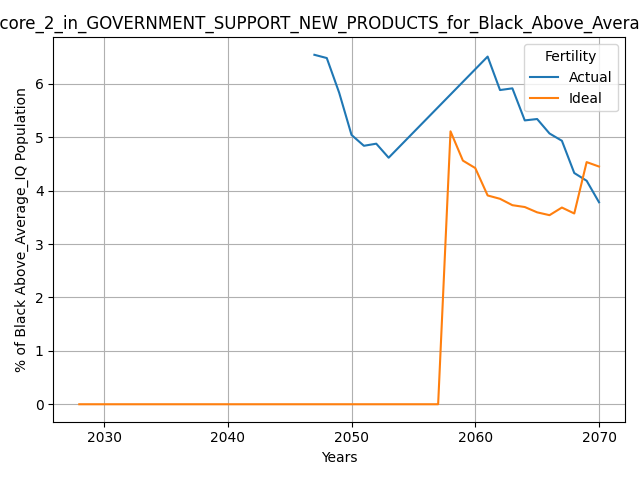 core_2_in_GOVERNMENT_SUPPORT_NEW_PRODUCTS_for_Black_Above_Avera
Fertility
Actual
Ideal
% of Black Above_Average_IQ Population
6
5
4
3
2
1
0
2030 2040 2050 2060 2070
Years